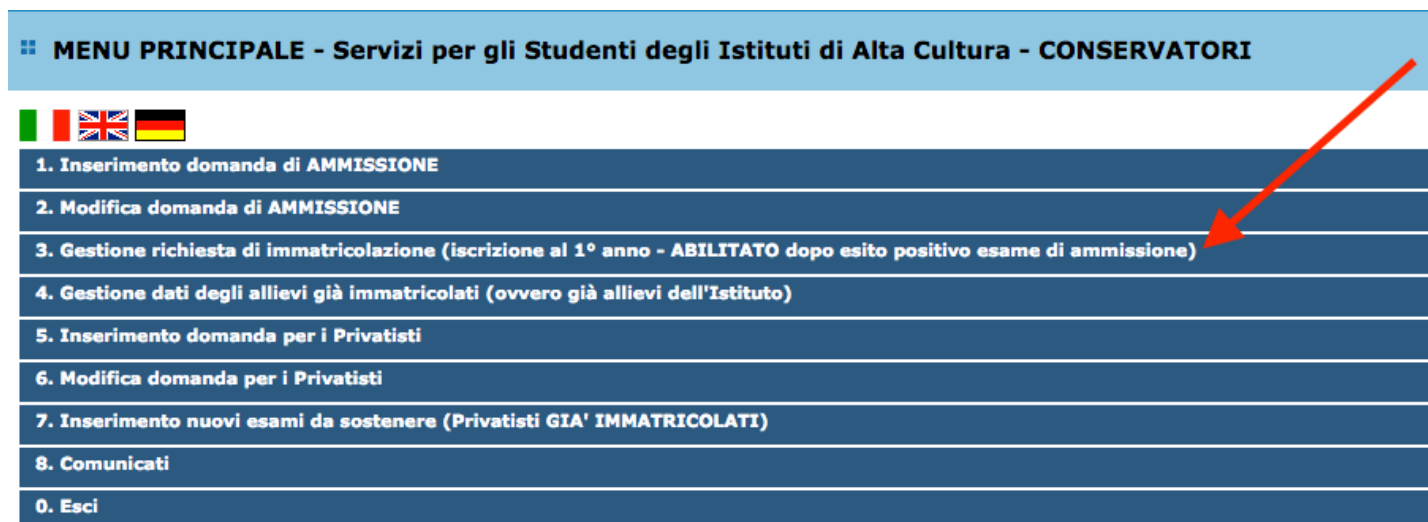 MENU PRINCIPALE - Servizi per gli Studenti degli Istituti di Alta Cultura - CONSERVATORI
1. Inserimento domanda di AMMISSIONE
2. Modifica domanda di AMMISSIONE
3. Gestione richiesta di immatricolazione (iscrizione al 1° anno - ABILITATO dopo esito positivo esame di ammissione)
4. Gestione dati degli allievi già immatricolati (ovvero già allievi dell'Istituto)
5. Inserimento domanda per i Privatisti
6. Modifica domanda per i Privatisti
7. Inserimento nuovi esami da sostenere (Privatisti GIA' IMMATRICOLATI)
8. Comunicati
0. Esci